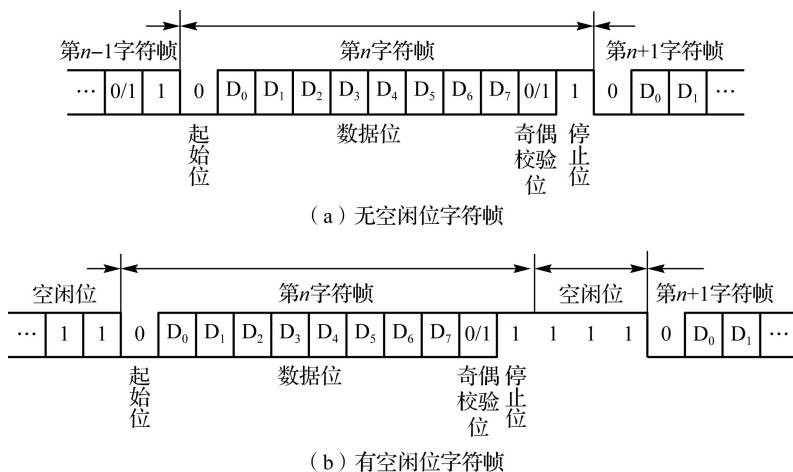 第n−1字符帧 第n字符帧 第n+1字符帧
… 0/1 1 0 D₀ D₁ D₂ D₃ D₄ D₅ D₆ D₇ 0/1 1 0 D₀ D₁ …
起始位 数据位 奇偶校验位 停止位
（a）无空闲位字符帧
空闲位 第n字符帧 空闲位 第n+1字符帧
… 1 1 0 D₀ D₁ D₂ D₃ D₄ D₅ D₆ D₇ 0/1 1 1 1 1 0 D₀ D₁ …
起始位 数据位 奇偶校验位 停止位
（b）有空闲位字符帧